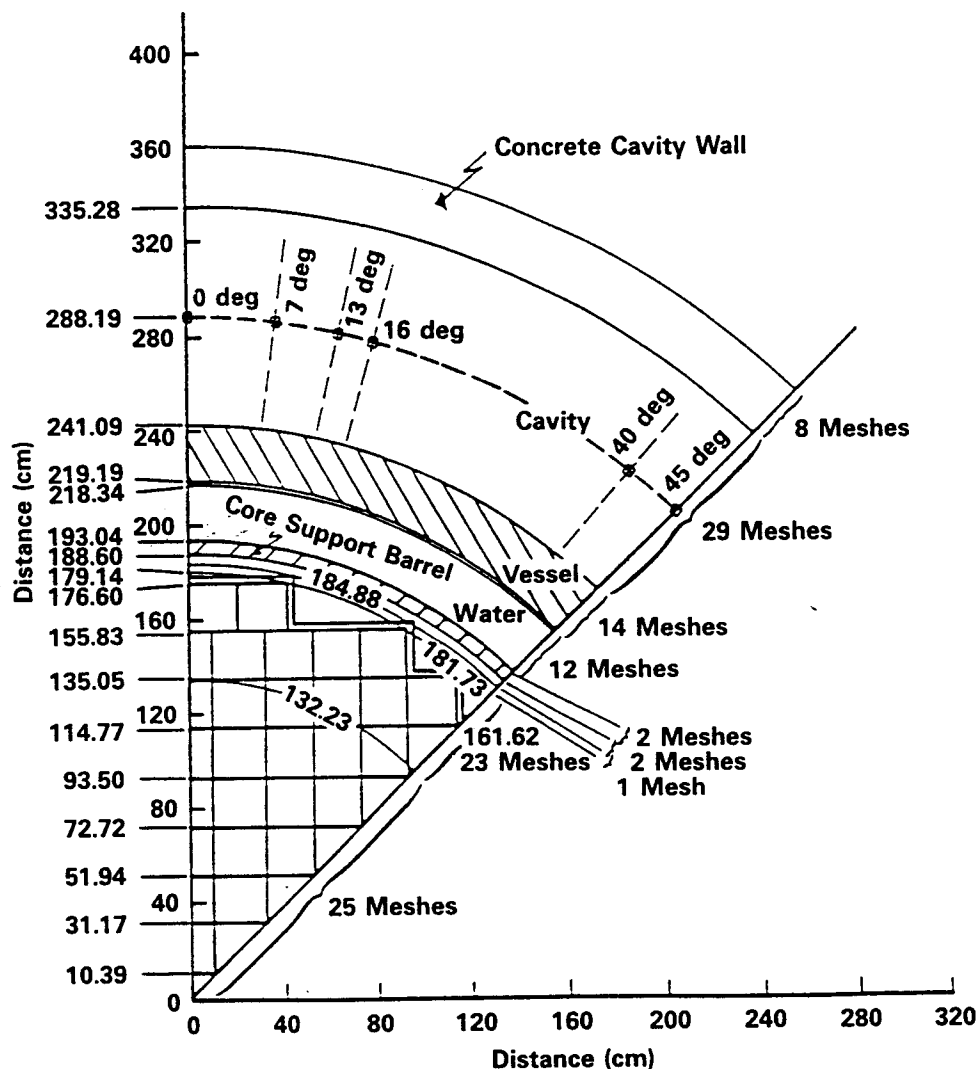 400
Concrete Cavity Wall
360
335.28
320
7 deg
13 deg
0 deg
16 deg
288.19
280
40 deg
Cavity
45 deg
8 Meshes
241.09
240
29 Meshes
219.19
218.34
Core Support Barrel
200
193.04
188.60
179.14
176.60
184.88
Vessel
Water
14 Meshes
160
155.83
12 Meshes
181.73
135.05
132.23
120
114.77
161.62
23 Meshes
2 Meshes
2 Meshes
1 Mesh
93.50
80
72.72
51.94
40
25 Meshes
31.17
10.39
0
0 40 80 120 160 200 240 280 320
Distance (cm)
Distance (cm)